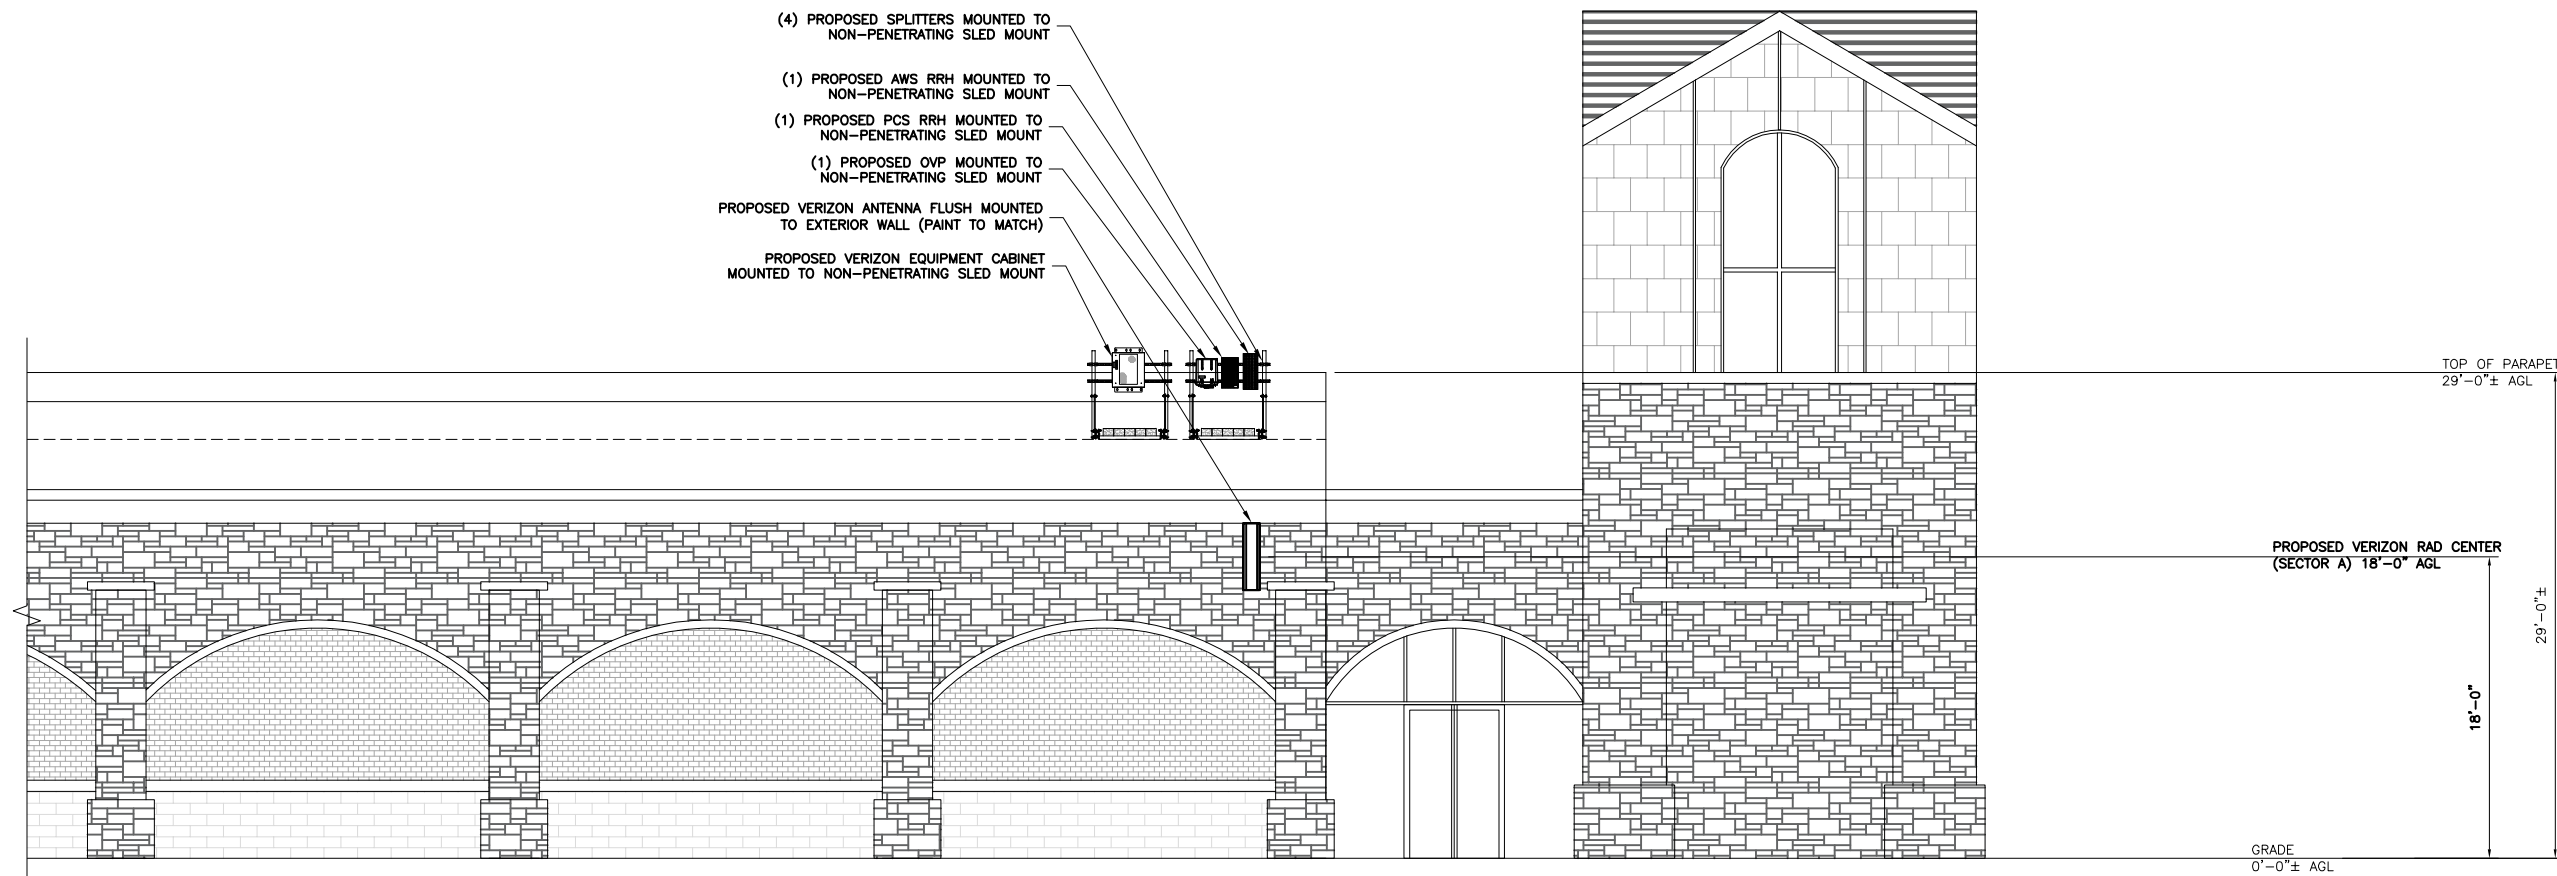 (4) PROPOSED SPLITTERS MOUNTED TO
NON-PENETRATING SLED MOUNT
(1) PROPOSED AWS RRH MOUNTED TO
NON-PENETRATING SLED MOUNT
(1) PROPOSED PCS RRH MOUNTED TO
NON-PENETRATING SLED MOUNT
(1) PROPOSED OVP MOUNTED TO
NON-PENETRATING SLED MOUNT
PROPOSED VERIZON ANTENNA FLUSH MOUNTED
TO EXTERIOR WALL (PAINT TO MATCH)
PROPOSED VERIZON EQUIPMENT CABINET
MOUNTED TO NON-PENETRATING SLED MOUNT
TOP OF PARAPET
29'-0"± AGL
PROPOSED VERIZON RAD CENTER
(SECTOR A) 18'-0" AGL
29'-0"±
18'-0"
GRADE
0'-0"± AGL